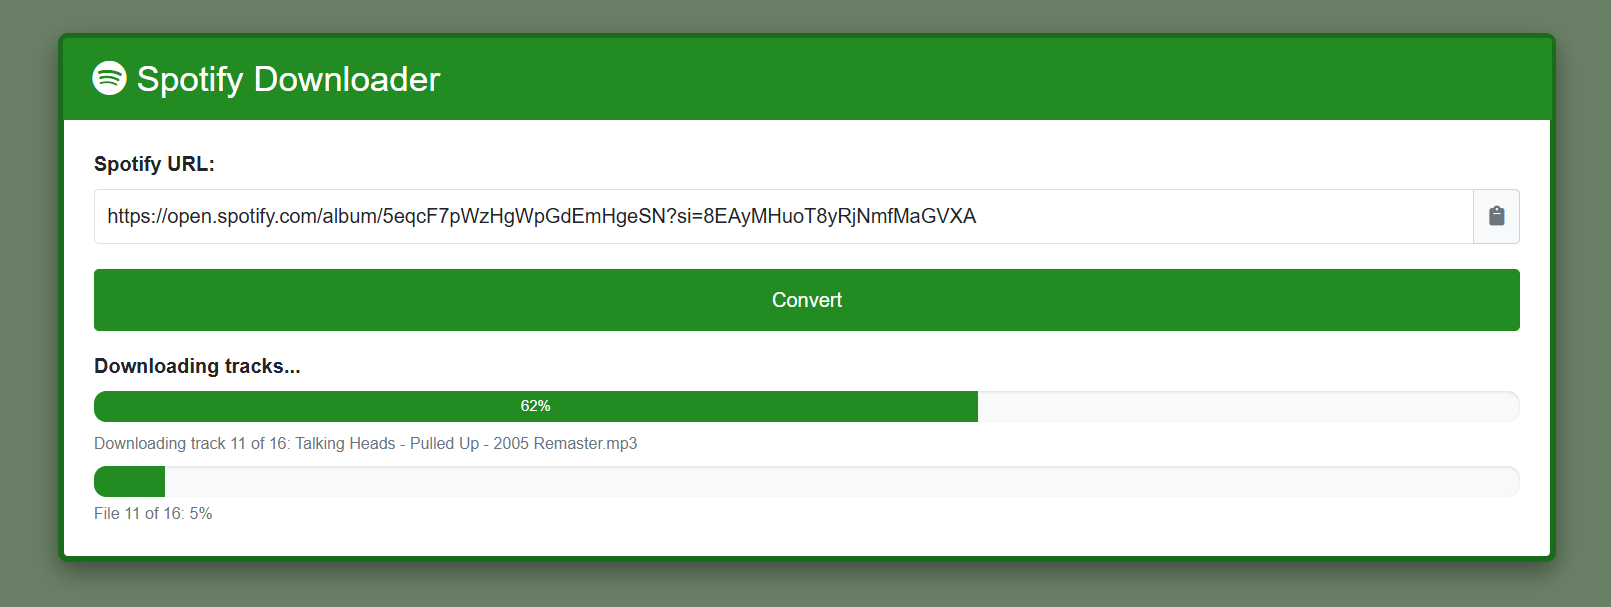 Spotify Downloader
Spotify URL:
https://open.spotify.com/album/5eqcF7pWzHgWpGdEmHgeSN?si=8EAyMHuoT8yRjNmfMaGVXA
Convert
Downloading tracks...
62%
Downloading track 11 of 16: Talking Heads - Pulled Up - 2005 Remaster.mp3
File 11 of 16: 5%